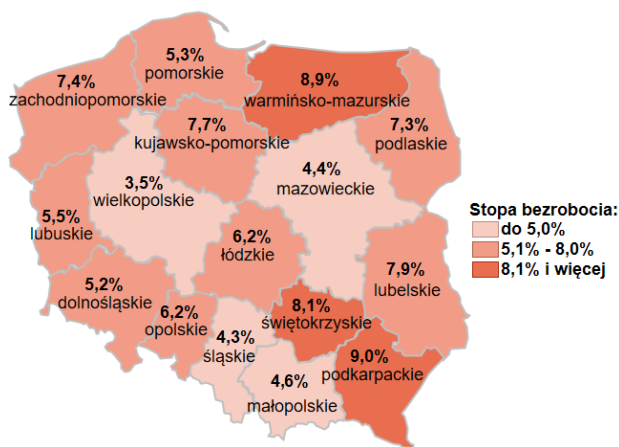 5,3%
pomorskie
7,4%
zachodniopomorskie
8,9%
warmińsko-mazurskie
7,7%
kujawsko-pomorskie
7,3%
podlaskie
4,4%
mazowieckie
3,5%
wielkopolskie
5,5%
lubuskie
6,2%
łódzkie
7,9%
lubelskie
5,2%
dolnośląskie
6,2%
opolskie
4,3%
śląskie
8,1%
świętokrzyskie
4,6%
małopolskie
9,0%
podkarpackie
Stopa bezrobocia:
do 5,0%
5,1% - 8,0%
8,1% i więcej